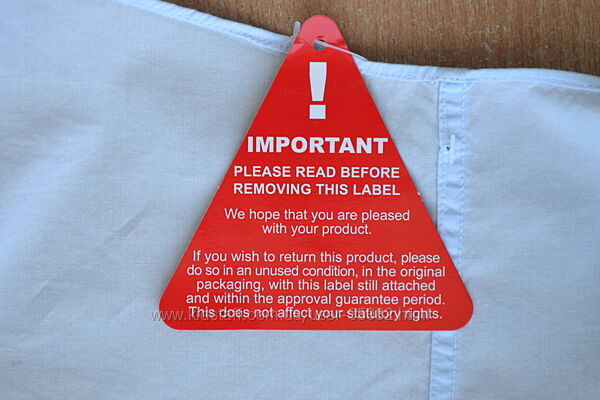 !
IMPORTANT
PLEASE READ BEFORE
REMOVING THIS LABEL
We hope that you are pleased
with your product.
If you wish to return this product, please
do so in an unused condition, in the original
packaging, with this label still attached
and within the approval guarantee period.
This does not affect your statutory rights.